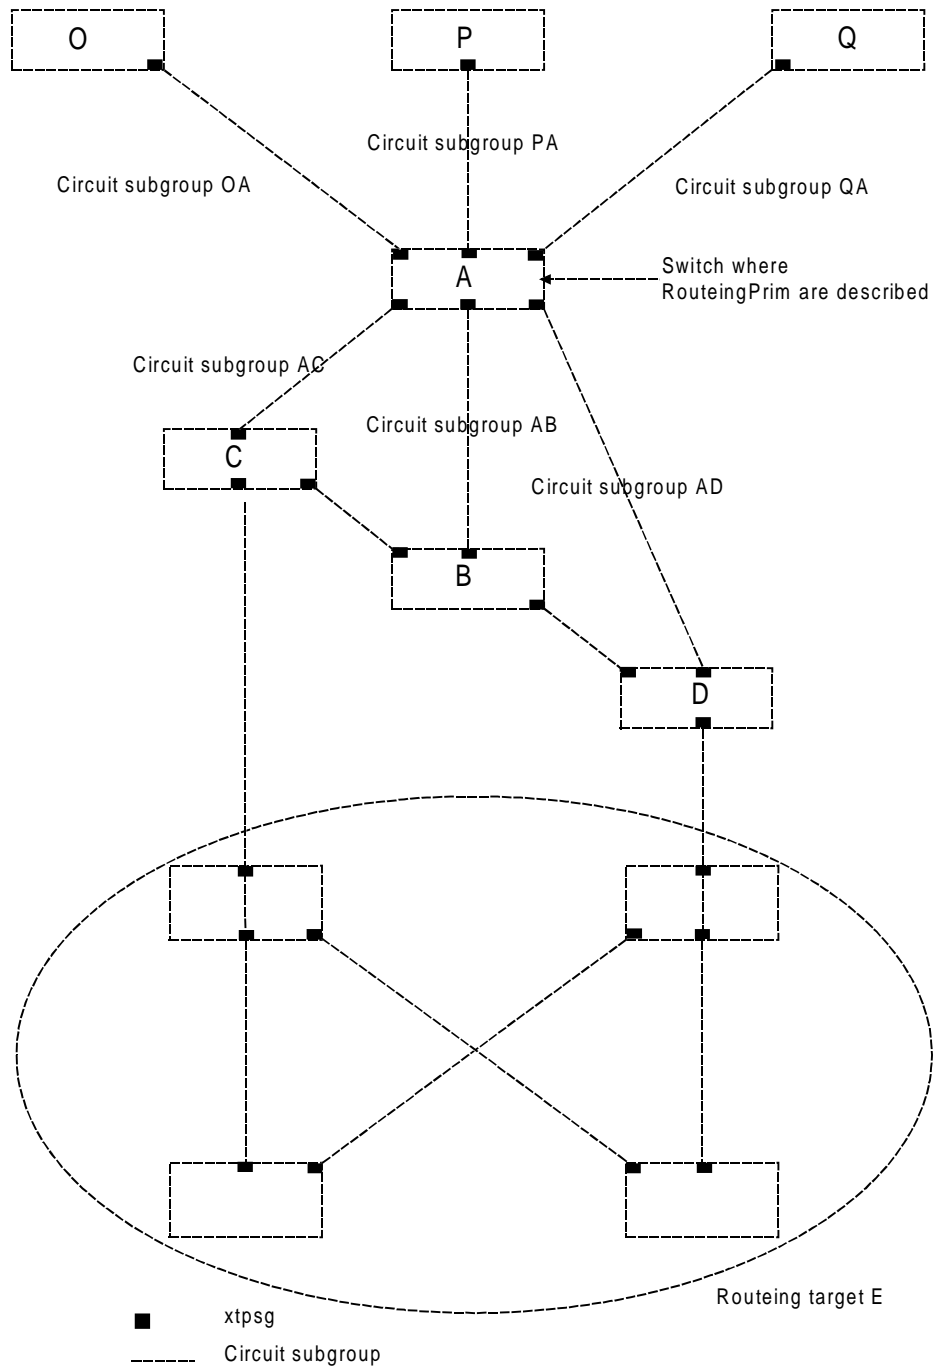 O
P
Q
Circuit subgroup PA
Circuit subgroup OA
Circuit subgroup QA
A
Switch where
RouteingPrim are described
Circuit subgroup AC
Circuit subgroup AB
C
Circuit subgroup AD
B
D
Routeing target E
xtpsg
Circuit subgroup